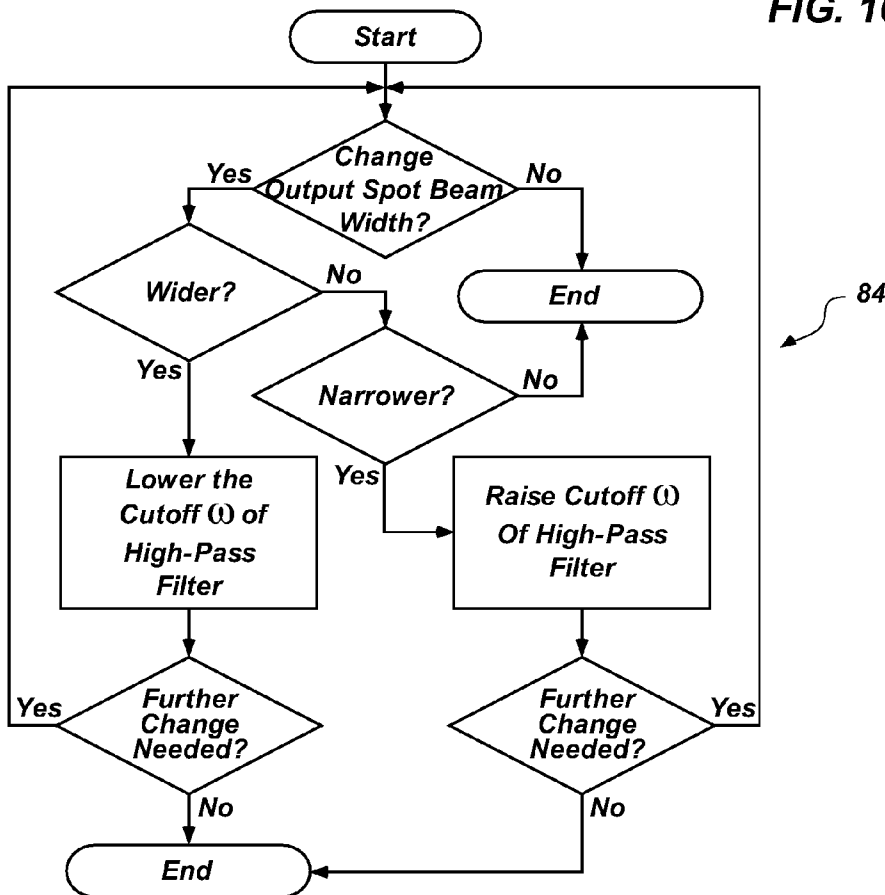 FIG. 10
Start
Change
Output Spot Beam
Width?
Yes
No
Wider?
No
End
84
Yes
Narrower?
No
Yes
Lower the
Cutoff ω of
High-Pass
Filter
Raise Cutoff ω
Of High-Pass
Filter
Yes
Further
Change
Needed?
Further
Change
Needed?
Yes
No
No
End